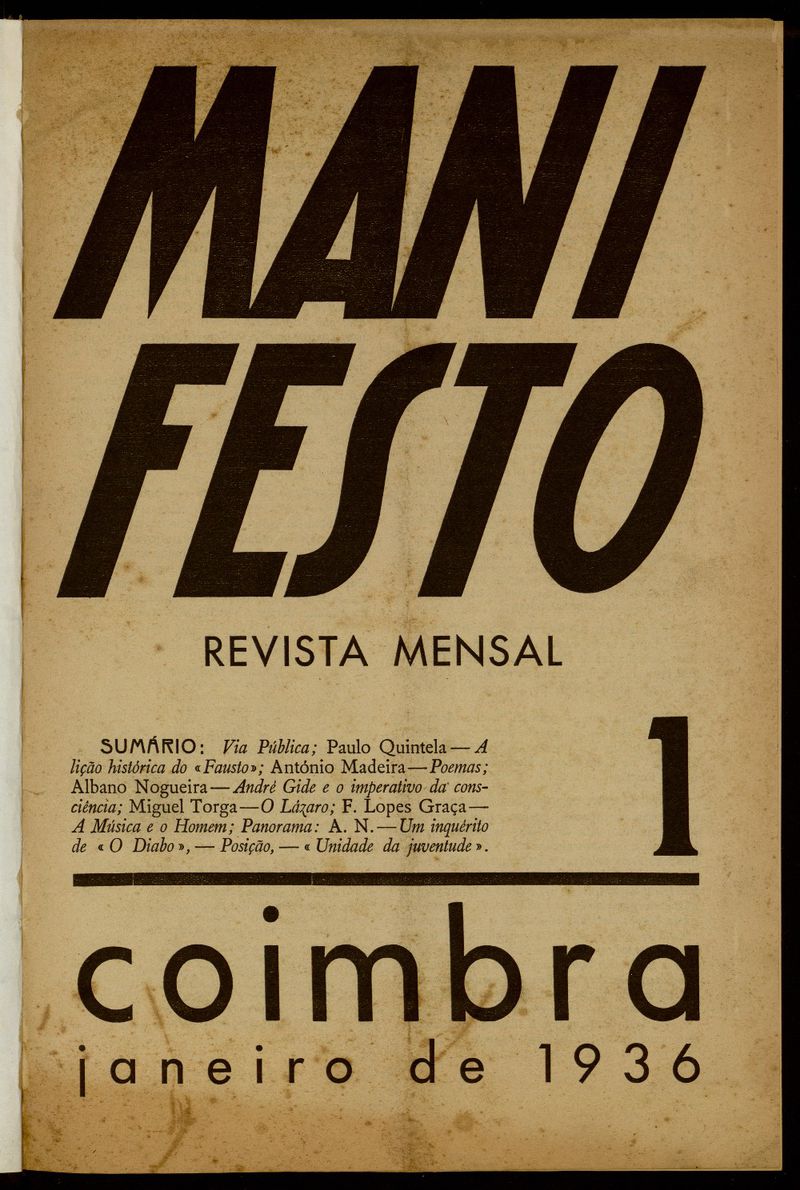 MANI
FESTO
REVISTA MENSAL
SUMÁRIO: Via Pública; Paulo Quintela — A
lição histórica do «Fausto»; António Madeira — Poemas;
Albano Nogueira — André Gide e o imperativo da cons-
ciência; Miguel Torga — O Lázaro; F. Lopes Graça —
A Música e o Homem; Panorama: A. N. — Um inquérito
de «O Diabo», — Posição, — «Unidade da juventude».
1
coimbra
janeiro de 1936